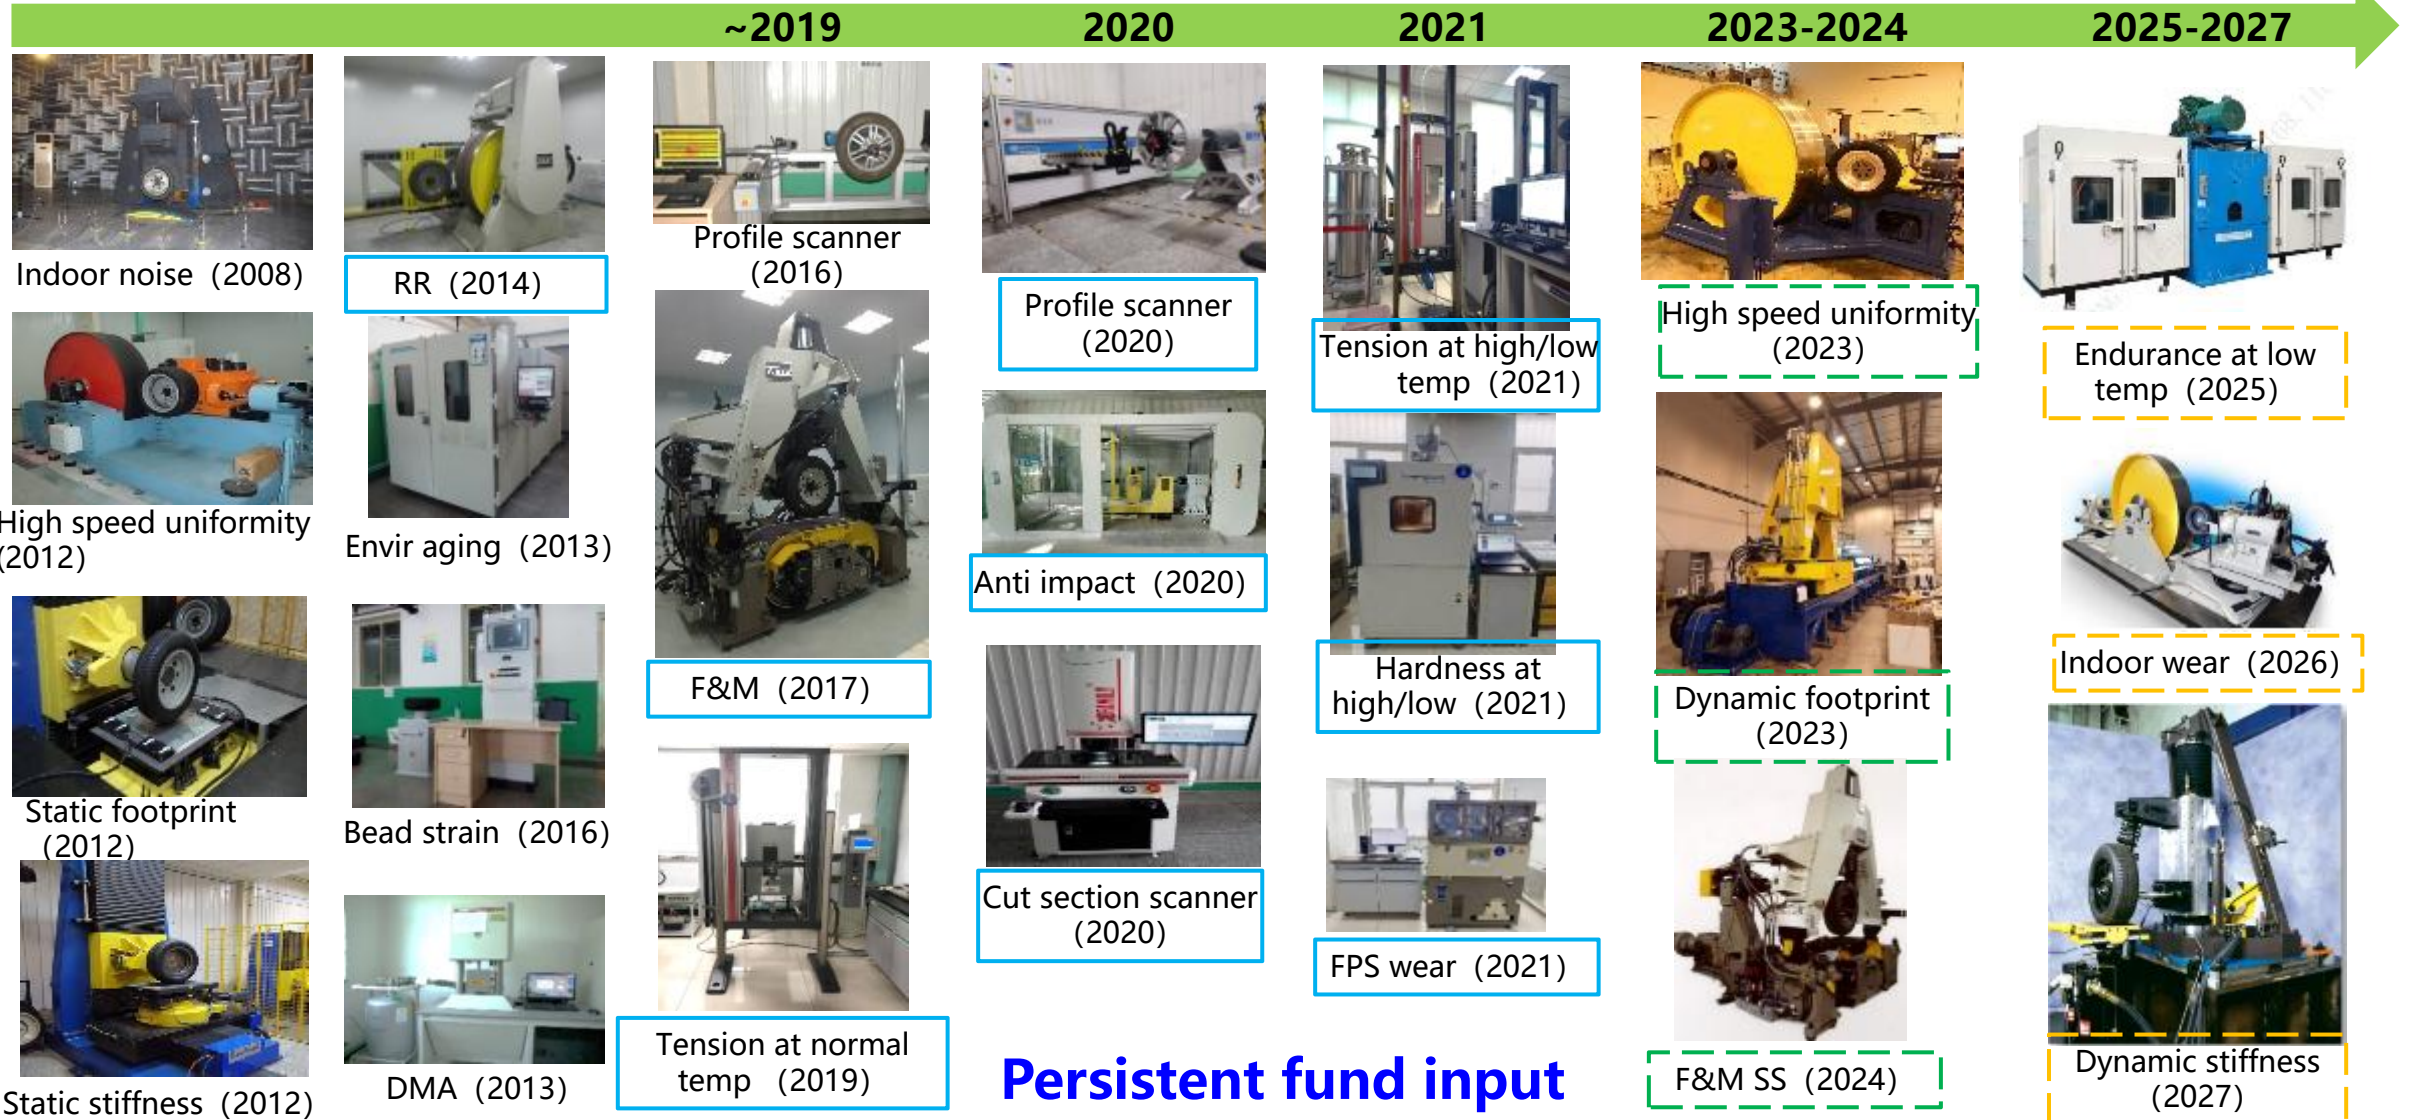 ~2019
2020
2021
2023-2024
2025-2027
Indoor noise（2008）
High speed uniformity
(2012)
Static footprint
（2012）
Static stiffness（2012）
RR（2014）
Envir aging（2013）
Bead strain（2016）
DMA（2013）
Profile scanner
（2016）
F&M（2017）
Tension at normal
temp （2019）
Profile scanner
（2020）
Anti impact（2020）
Cut section scanner
（2020）
Tension at high/low
temp（2021）
Hardness at
high/low（2021）
FPS wear（2021）
High speed uniformity
（2023）
Dynamic footprint
（2023）
F&M SS（2024）
Endurance at low
temp（2025）
Indoor wear（2026）
Dynamic stiffness
（2027）
Persistent fund input